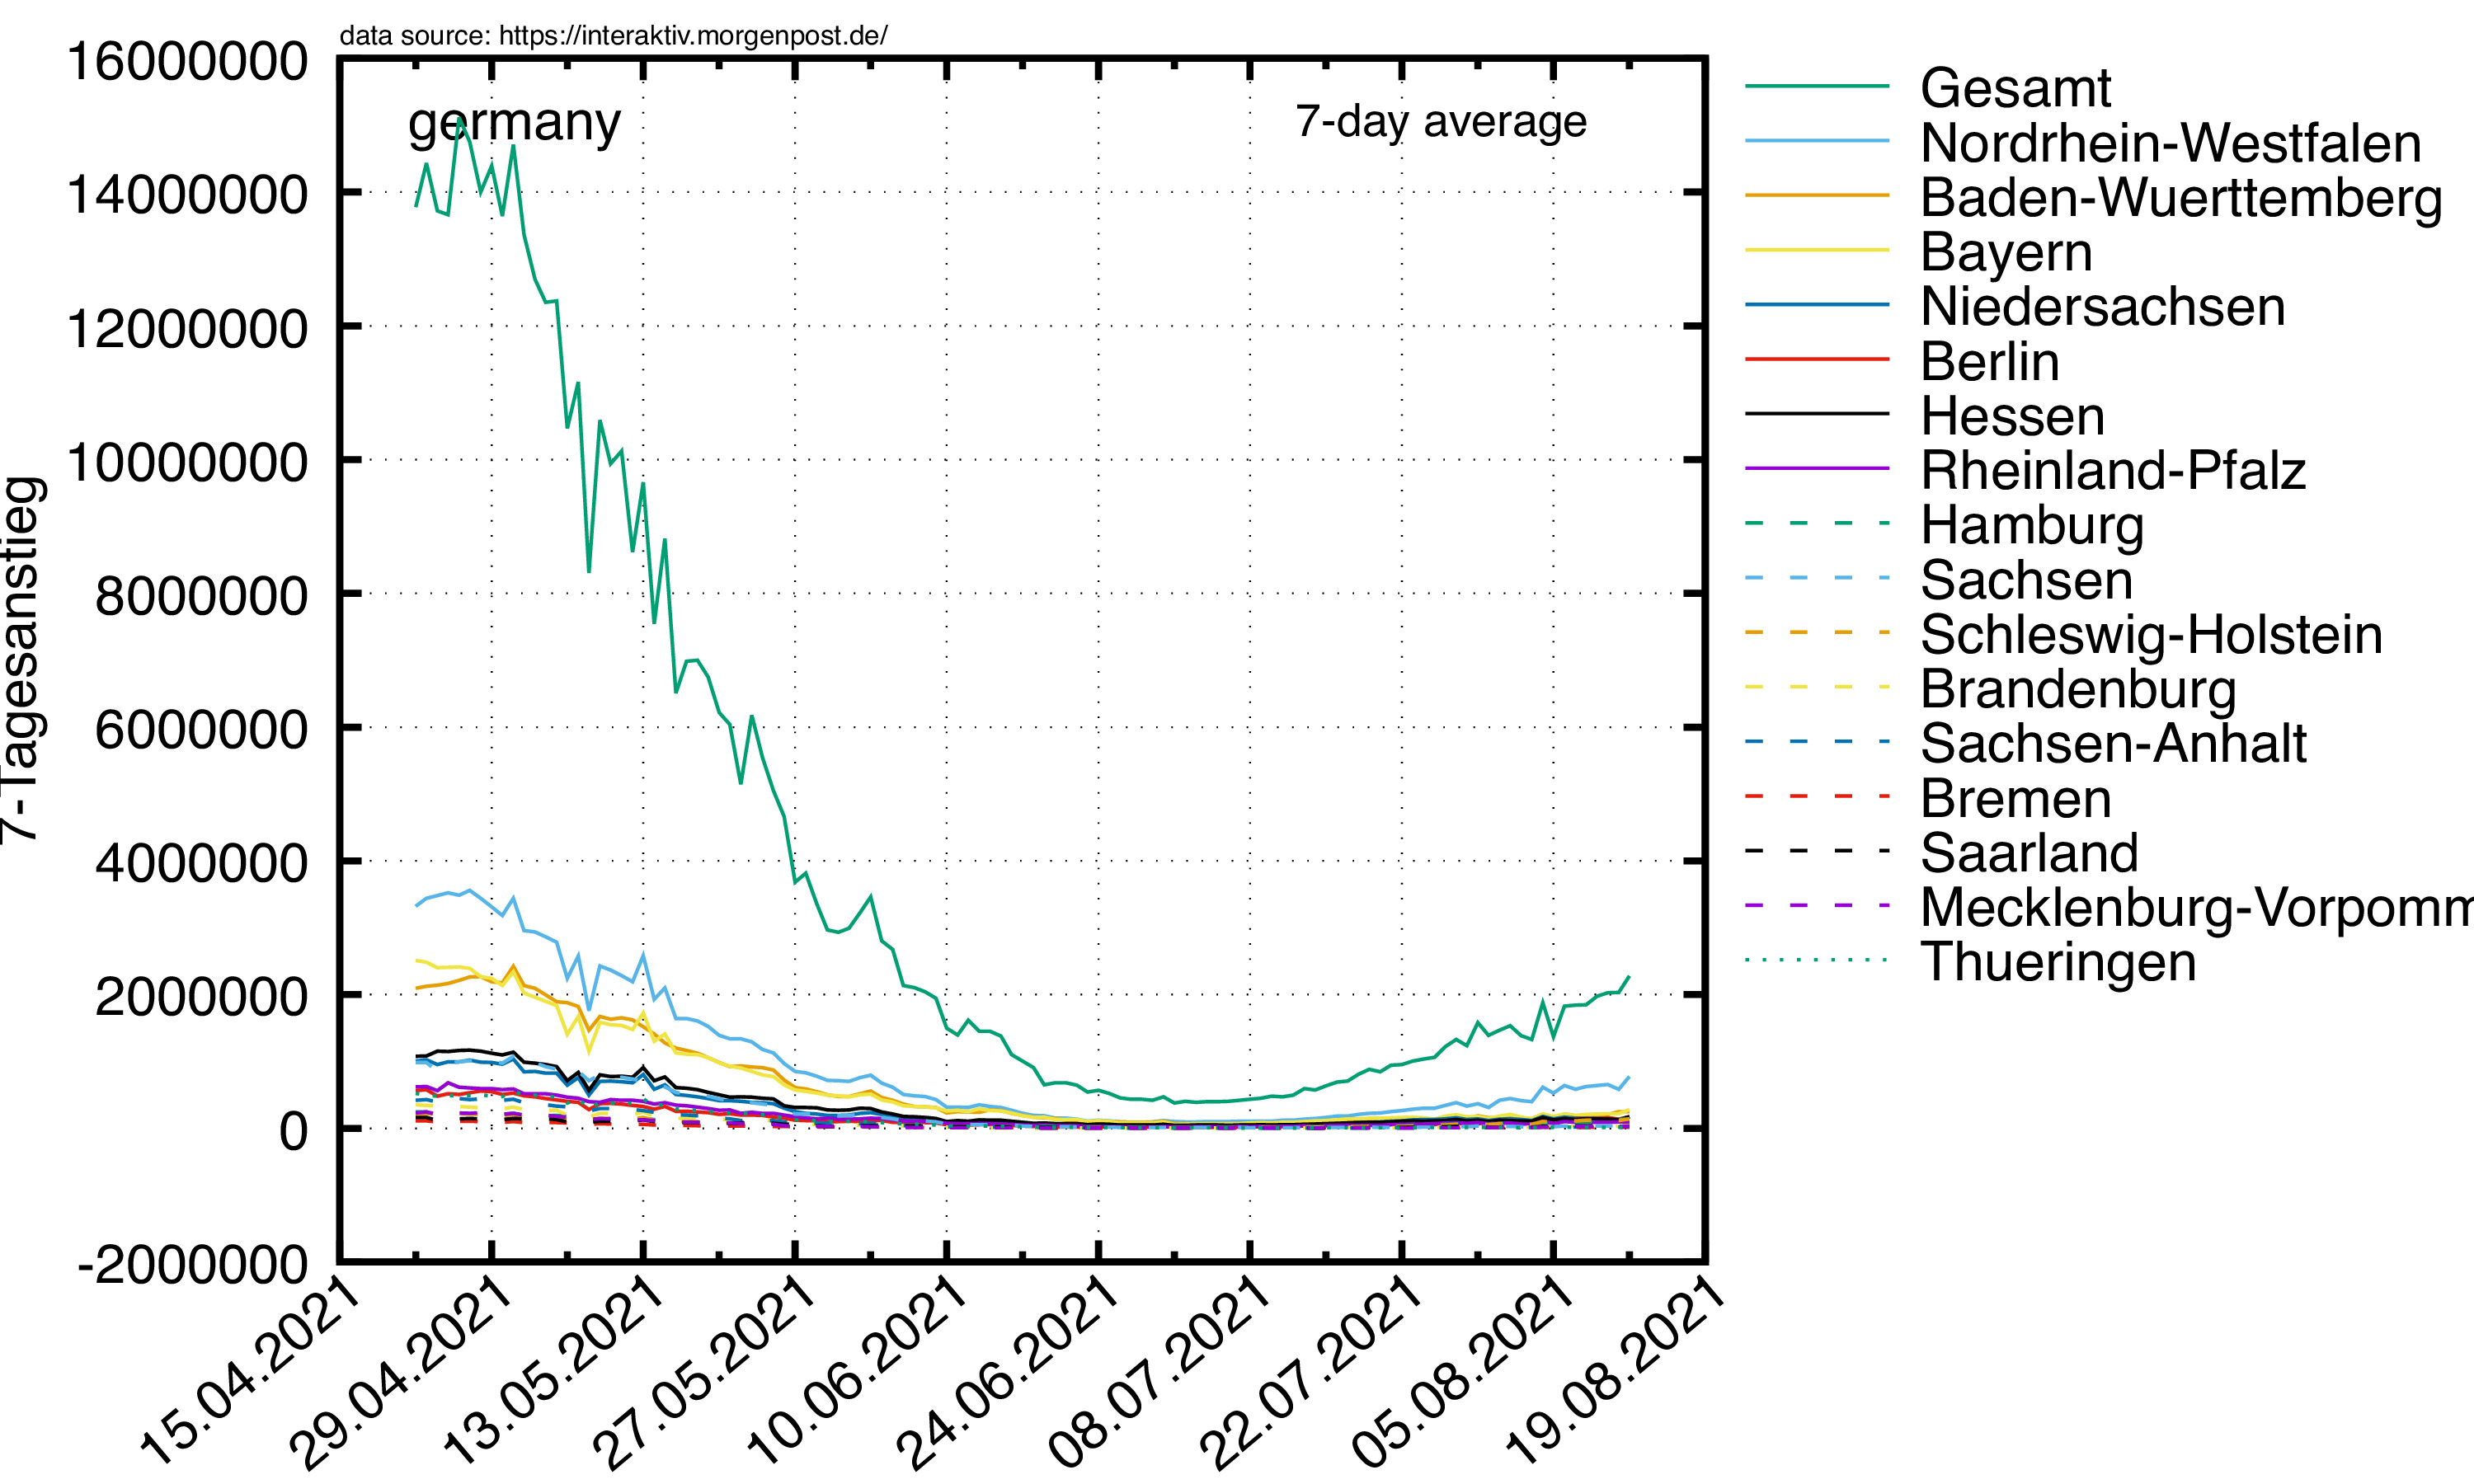 data source: https://interaktiv.morgenpost.de/
germany
7-day average
7-Tagesanstieg
16000000
14000000
12000000
10000000
8000000
6000000
4000000
2000000
0
-2000000
15.04.2021
29.04.2021
13.05.2021
27.05.2021
10.06.2021
24.06.2021
08.07.2021
22.07.2021
05.08.2021
19.08.2021
Gesamt
Nordrhein-Westfalen
Baden-Wuerttemberg
Bayern
Niedersachsen
Berlin
Hessen
Rheinland-Pfalz
Hamburg
Sachsen
Schleswig-Holstein
Brandenburg
Sachsen-Anhalt
Bremen
Saarland
Mecklenburg-Vorpomm
Thueringen